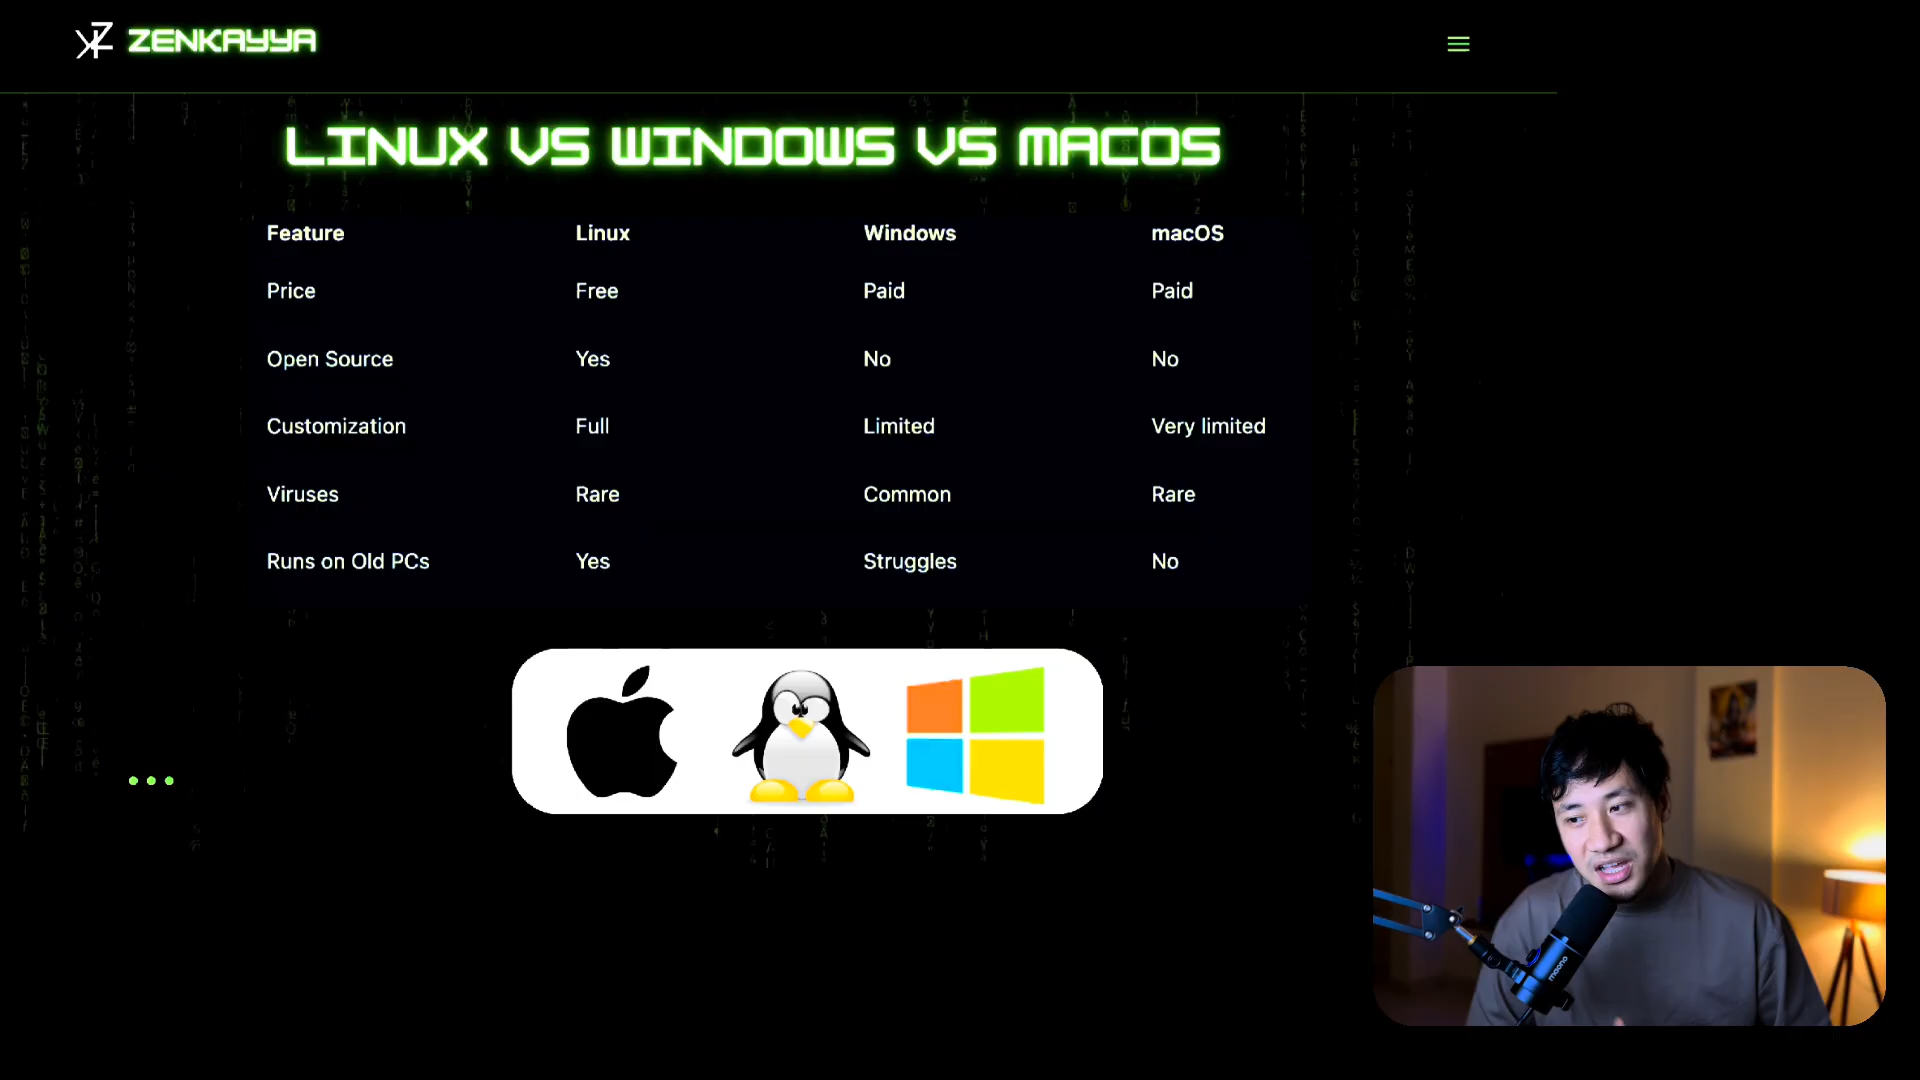 ZENKAYYA
LINUX VS WINDOWS VS MACOS
Feature Linux Windows macOS
Price Free Paid Paid
Open Source Yes No No
Customization Full Limited Very limited
Viruses Rare Common Rare
Runs on Old PCs Yes Struggles No
maono